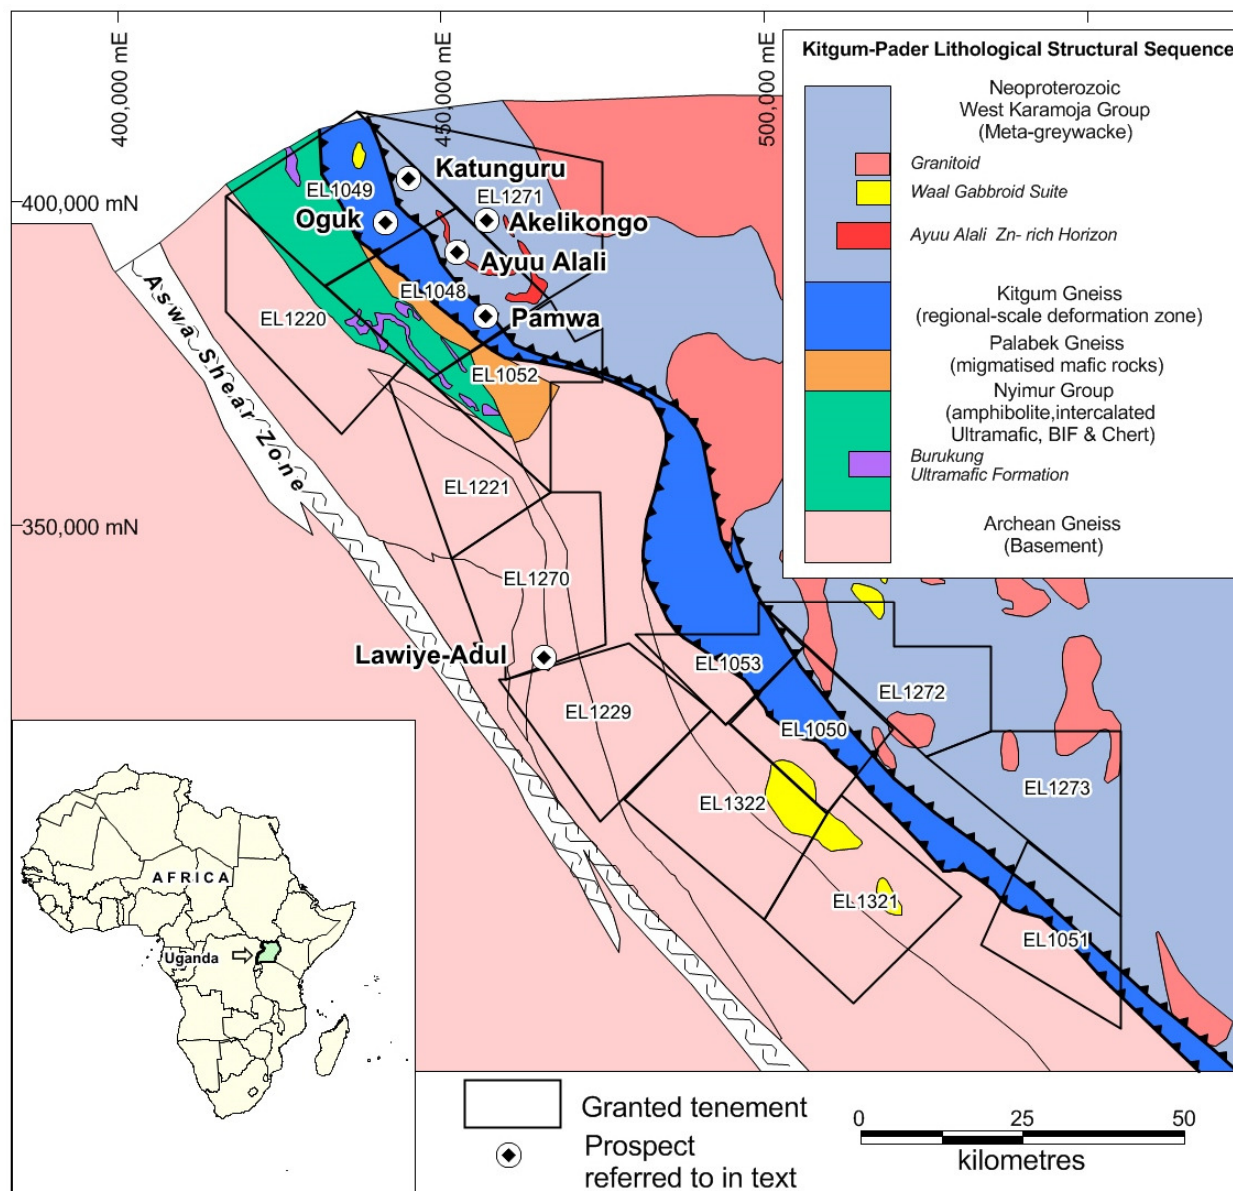 400,000 mE
450,000 mE
500,000 mE
400,000 mN
350,000 mN
Kitgum-Pader Lithological Structural Sequence
Neoproterozoic
West Karamoja Group
(Meta-greywacke)
Granitoid
Waal Gabbroid Suite
Ayuu Alali Zn- rich Horizon
Kitgum Gneiss
(regional-scale deformation zone)
Palabek Gneiss
(migmatised mafic rocks)
Nyimur Group
(amphibolite,intercalated
Ultramafic, BIF & Chert)
Burukung
Ultramafic Formation
Archean Gneiss
(Basement)
Katunguru
EL1049
EL1271
Oguk
Akelikongo
Ayuu Alali
EL1048
EL1220
Pamwa
EL1052
Aswa Shear Zone
EL1221
EL1270
Lawiye-Adul
EL1053
EL1272
EL1229
EL1050
EL1273
EL1322
EL1321
EL1051
AFRICA
Uganda
Granted tenement
Prospect
referred to in text
0 25 50
kilometres